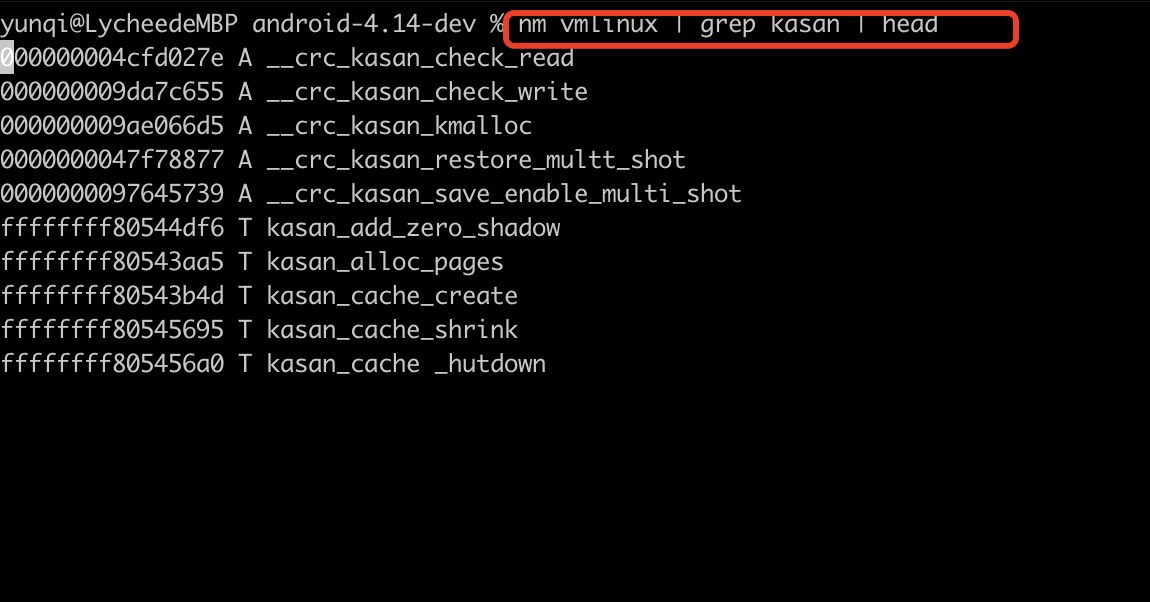 yunqi@LycheedeMBP android-4.14-dev % nm vmlinux | grep kasan | head
000000004cfd027e A __crc_kasan_check_read
000000009da7c655 A __crc_kasan_check_write
000000009ae066d5 A __crc_kasan_kmalloc
0000000047f78877 A __crc_kasan_restore_multt_shot
0000000097645739 A __crc_kasan_save_enable_multi_shot
ffffffff80544df6 T kasan_add_zero_shadow
ffffffff80543aa5 T kasan_alloc_pages
ffffffff80543b4d T kasan_cache_create
ffffffff80545695 T kasan_cache_shrink
ffffffff805456a0 T kasan_cache _hutdown